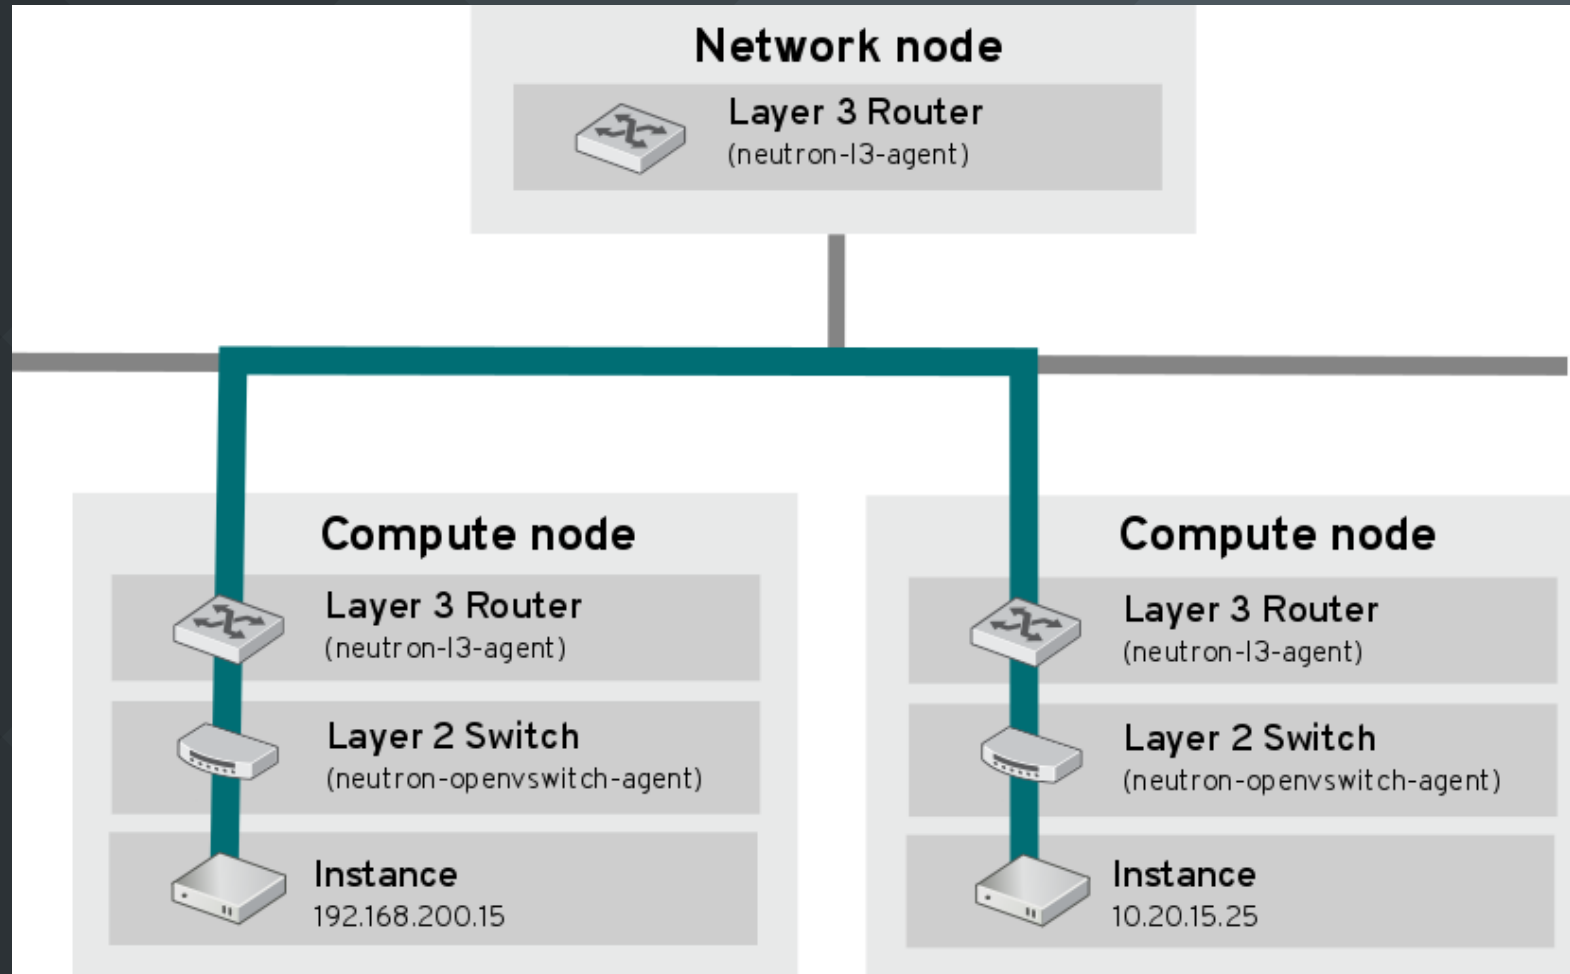 Network node
Layer 3 Router
(neutron-l3-agent)
Compute node
Layer 3 Router
(neutron-l3-agent)
Layer 2 Switch
(neutron-openvswitch-agent)
Instance
192.168.200.15
Compute node
Layer 3 Router
(neutron-l3-agent)
Layer 2 Switch
(neutron-openvswitch-agent)
Instance
10.20.15.25